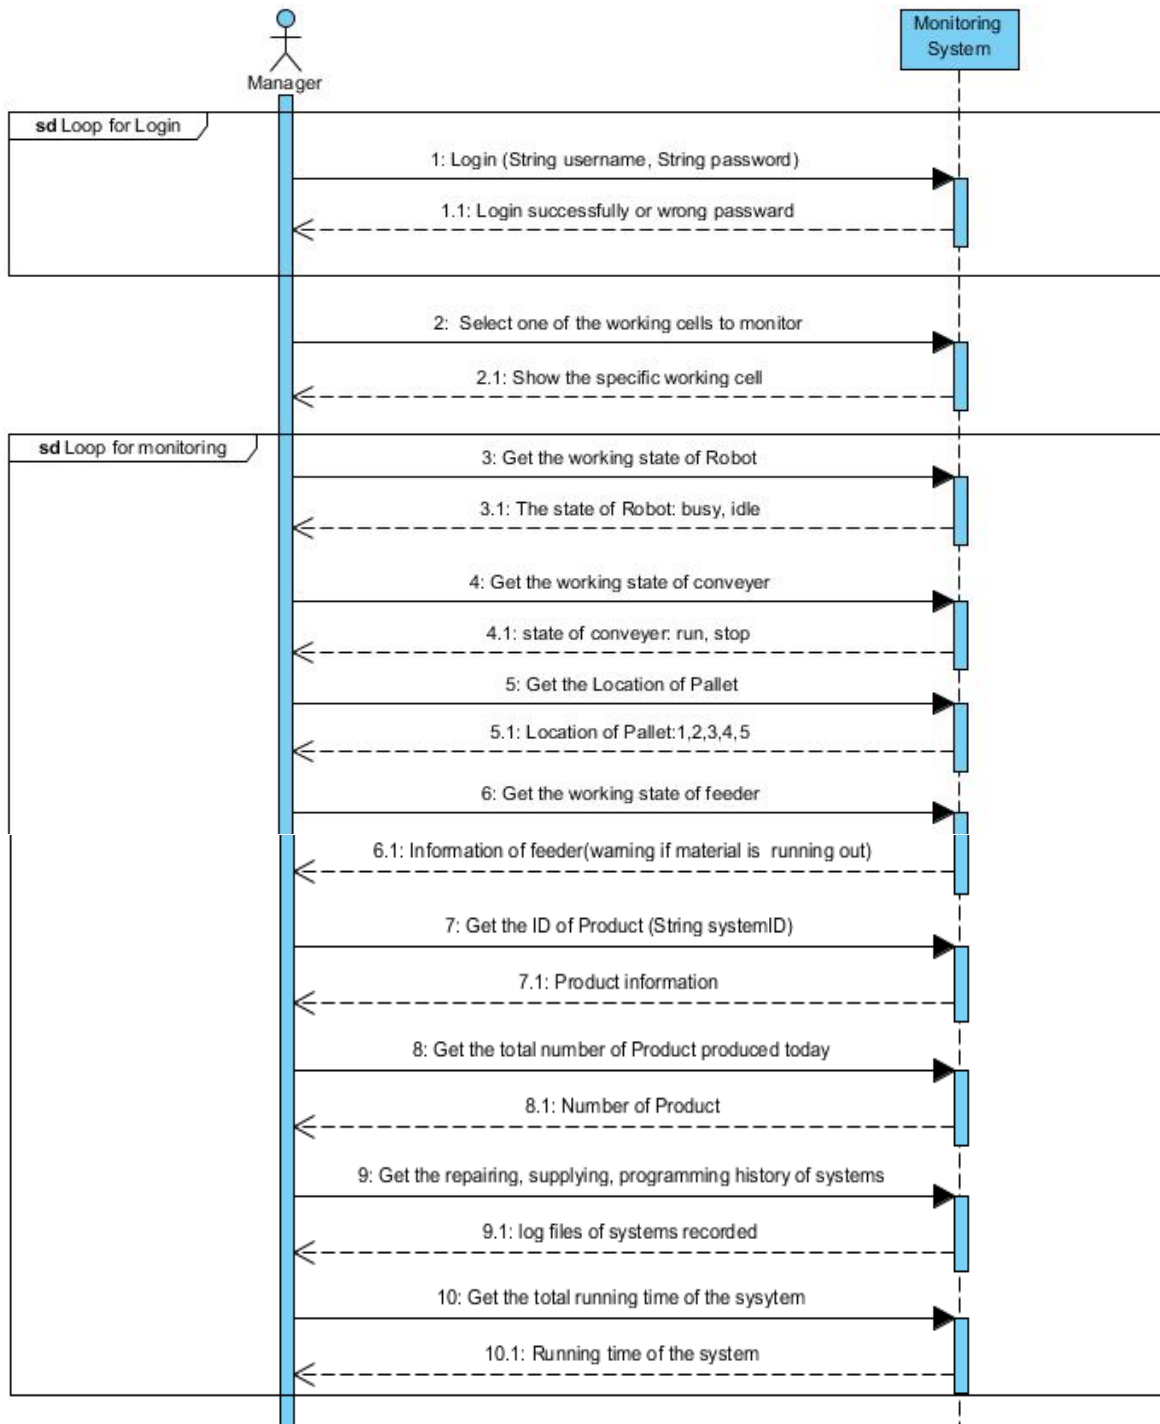 Monitoring
System
Manager
sd Loop for Login
1: Login (String username, String password)
1.1: Login successfully or wrong passward
2: Select one of the working cells to monitor
2.1: Show the specific working cell
sd Loop for monitoring
3: Get the working state of Robot
3.1: The state of Robot: busy, idle
4: Get the working state of conveyer
4.1: state of conveyer: run, stop
5: Get the Location of Pallet
5.1: Location of Pallet:1,2,3,4,5
6: Get the working state of feeder
6.1: Information of feeder(warning if material is running out)
7: Get the ID of Product (String systemID)
7.1: Product information
8: Get the total number of Product produced today
8.1: Number of Product
9: Get the repairing, supplying, programming history of systems
9.1: log files of systems recorded
10: Get the total running time of the sysytem
10.1: Running time of the system